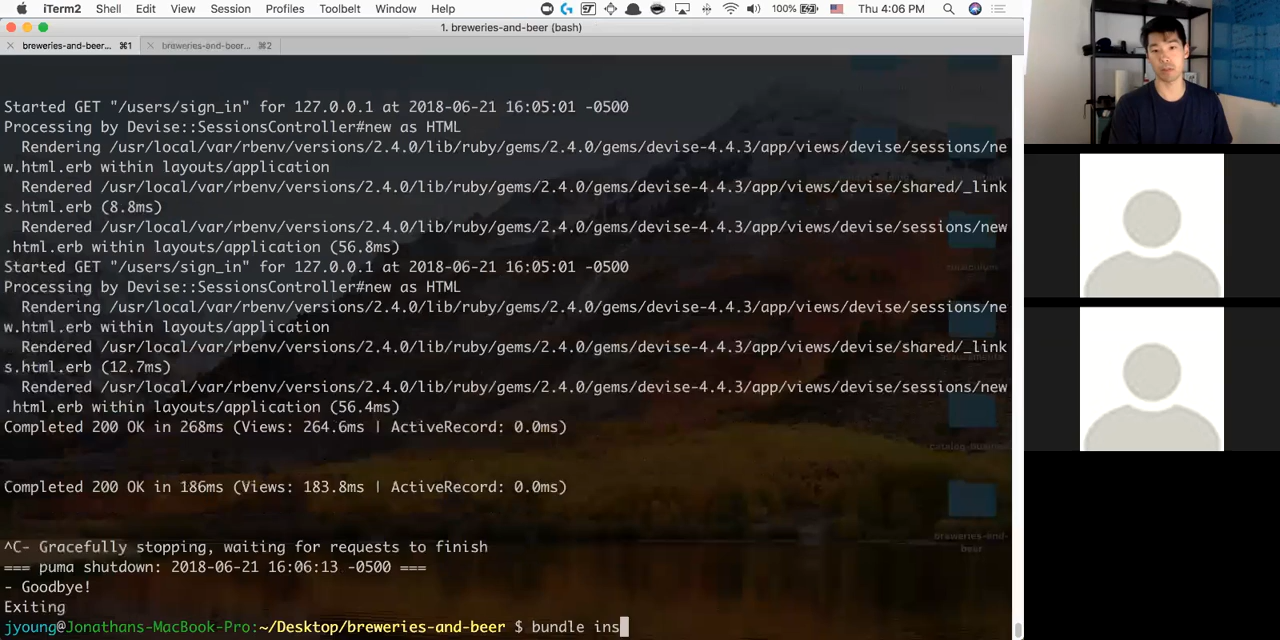 iTerm2 Shell Edit View Session Profiles Toolbelt Window Help 100% Thu 4:06 PM
1. breweries-and-beer (bash)
breweries-and-beer... ⌘1 breweries-and-beer... ⌘2
Started GET "/users/sign_in" for 127.0.0.1 at 2018-06-21 16:05:01 -0500
Processing by Devise::SessionsController#new as HTML
  Rendering /usr/local/var/rbenv/versions/2.4.0/lib/ruby/gems/2.4.0/gems/devise-4.4.3/app/views/devise/sessions/ne
w.html.erb within layouts/application
  Rendered /usr/local/var/rbenv/versions/2.4.0/lib/ruby/gems/2.4.0/gems/devise-4.4.3/app/views/devise/shared/_link
s.html.erb (8.8ms)
  Rendered /usr/local/var/rbenv/versions/2.4.0/lib/ruby/gems/2.4.0/gems/devise-4.4.3/app/views/devise/sessions/new
.html.erb within layouts/application (56.8ms)
Started GET "/users/sign_in" for 127.0.0.1 at 2018-06-21 16:05:01 -0500
Processing by Devise::SessionsController#new as HTML
  Rendering /usr/local/var/rbenv/versions/2.4.0/lib/ruby/gems/2.4.0/gems/devise-4.4.3/app/views/devise/sessions/ne
w.html.erb within layouts/application
  Rendered /usr/local/var/rbenv/versions/2.4.0/lib/ruby/gems/2.4.0/gems/devise-4.4.3/app/views/devise/shared/_link
s.html.erb (12.7ms)
  Rendered /usr/local/var/rbenv/versions/2.4.0/lib/ruby/gems/2.4.0/gems/devise-4.4.3/app/views/devise/sessions/new
.html.erb within layouts/application (56.4ms)
Completed 200 OK in 268ms (Views: 264.6ms | ActiveRecord: 0.0ms)
Completed 200 OK in 186ms (Views: 183.8ms | ActiveRecord: 0.0ms)
breweries-and-
beer
^C- Gracefully stopping, waiting for requests to finish
=== puma shutdown: 2018-06-21 16:06:13 -0500 ===
- Goodbye!
Exiting
jyoung@Jonathans-MacBook-Pro:~/Desktop/breweries-and-beer $ bundle ins